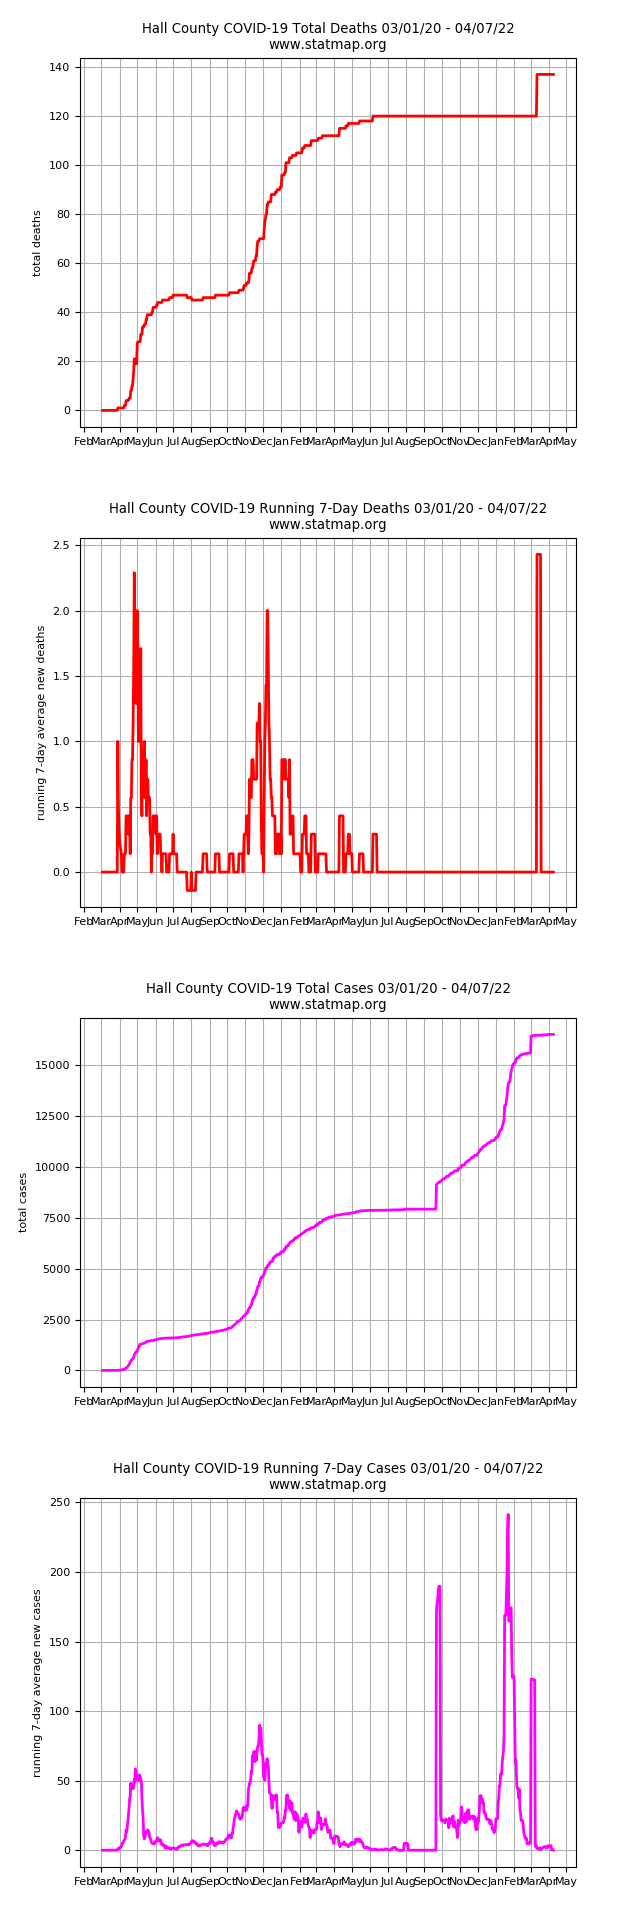 Hall County COVID-19 Total Deaths 03/01/20 - 04/07/22
www.statmap.org
140
120
100
80
60
40
20
0
total deaths
Feb Mar Apr May Jun Jul Aug Sep Oct Nov Dec Jan Feb Mar Apr May Jun Jul Aug Sep Oct Nov Dec Jan Feb Mar Apr May
Hall County COVID-19 Running 7-Day Deaths 03/01/20 - 04/07/22
www.statmap.org
2.5
2.0
1.5
1.0
0.5
0.0
running 7-day average new deaths
Feb Mar Apr May Jun Jul Aug Sep Oct Nov Dec Jan Feb Mar Apr May Jun Jul Aug Sep Oct Nov Dec Jan Feb Mar Apr May
Hall County COVID-19 Total Cases 03/01/20 - 04/07/22
www.statmap.org
15000
12500
10000
7500
5000
2500
0
total cases
Feb Mar Apr May Jun Jul Aug Sep Oct Nov Dec Jan Feb Mar Apr May Jun Jul Aug Sep Oct Nov Dec Jan Feb Mar Apr May
Hall County COVID-19 Running 7-Day Cases 03/01/20 - 04/07/22
www.statmap.org
250
200
150
100
50
0
running 7-day average new cases
Feb Mar Apr May Jun Jul Aug Sep Oct Nov Dec Jan Feb Mar Apr May Jun Jul Aug Sep Oct Nov Dec Jan Feb Mar Apr May